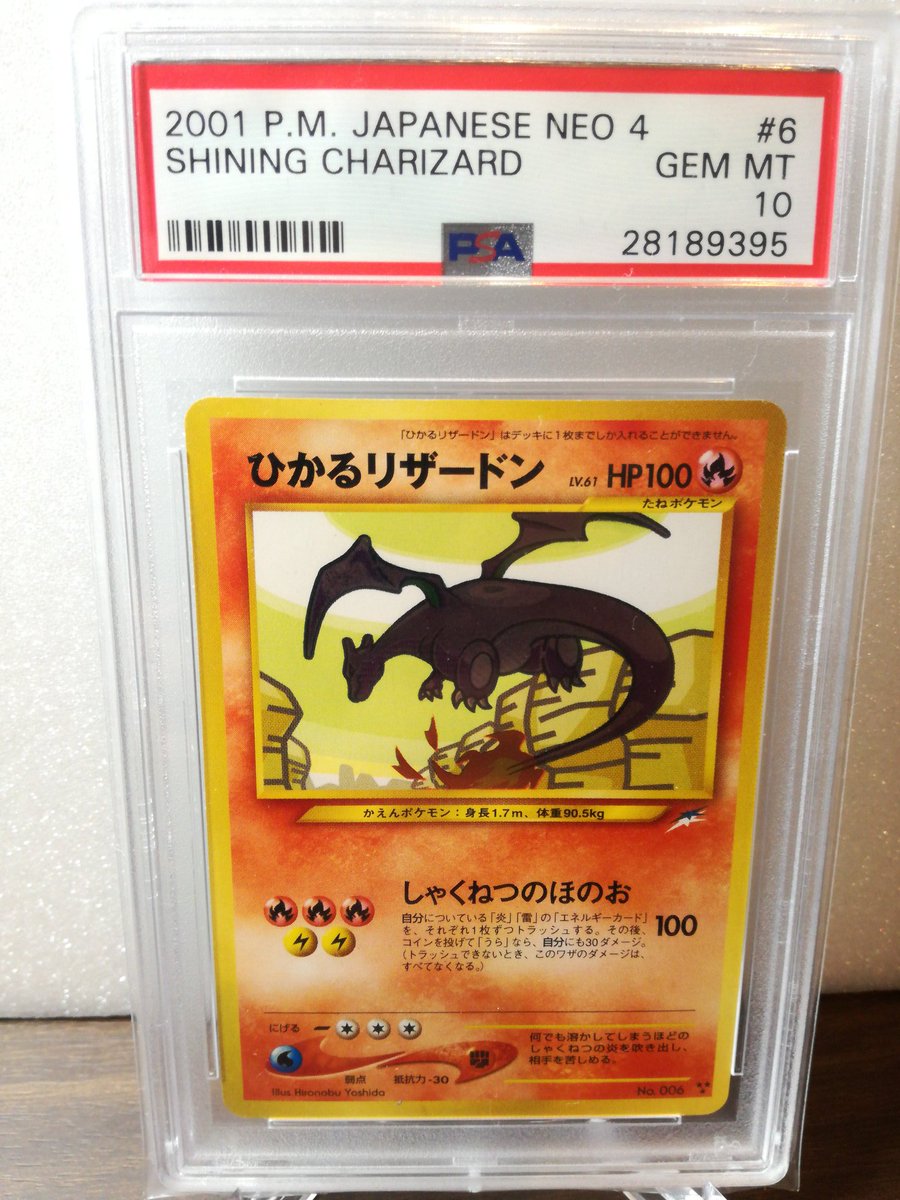 2001 P.M. JAPANESE NEO 4 #6
SHINING CHARIZARD GEM MT
10
PSA 28189395
「ひかるリザードン」はデッキに1枚までしか入れることができません。
ひかるリザードン LV.61 HP100
たねポケモン
かえんポケモン:身長1.7m、体重90.5kg
しゃくねつのほのお
自分についている「炎」「雷」の「エネルギーカード」
を、それぞれ1枚ずつトラッシュする。その後、
コインを投げて「うら」なら、自分にも30ダメージ。
(トラッシュできないとき、このワザのダメージは、
すべてなくなる。)
100
にげる
弱点 抵抗力 -30
何でも溶かしてしまうほどの
しゃくねつの炎を吹き出し、
相手を苦しめる。
Illus Hironobu Yoshida No. 006